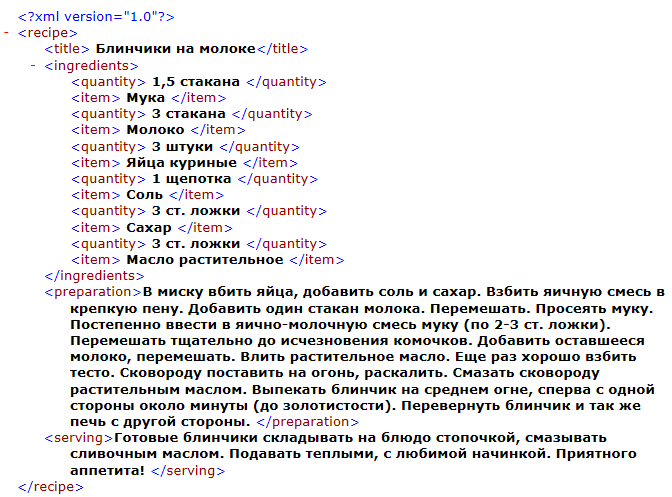 <?xml version="1.0"?>
- <recipe>
<title> Блинчики на молоке</title>
- <ingredients>
<quantity> 1,5 стакана </quantity>
<item> Мука </item>
<quantity> 3 стакана </quantity>
<item> Молоко </item>
<quantity> 3 штуки </quantity>
<item> Яйца куриные </item>
<quantity> 1 щепотка </quantity>
<item> Соль </item>
<quantity> 3 ст. ложки </quantity>
<item> Сахар </item>
<quantity> 3 ст. ложки </quantity>
<item> Масло растительное </item>
</ingredients>
<preparation>В миску вбить яйца, добавить соль и сахар. Взбить яичную смесь в
крепкую пену. Добавить один стакан молока. Перемешать. Просеять муку.
Постепенно ввести в яично-молочную смесь муку (по 2-3 ст. ложки).
Перемешать тщательно до исчезновения комочков. Добавить оставшееся
молоко, перемешать. Влить растительное масло. Еще раз хорошо взбить
тесто. Сковороду поставить на огонь, раскалить. Смазать сковороду
растительным маслом. Выпекать блинчик на среднем огне, сперва с одной
стороны около минуты (до золотистости). Перевернуть блинчик и так же
печь с другой стороны. </preparation>
<serving>Готовые блинчики складывать на блюдо стопочкой, смазывать
сливочным маслом. Подавать теплыми, с любимой начинкой. Приятного
аппетита! </serving>
</recipe>